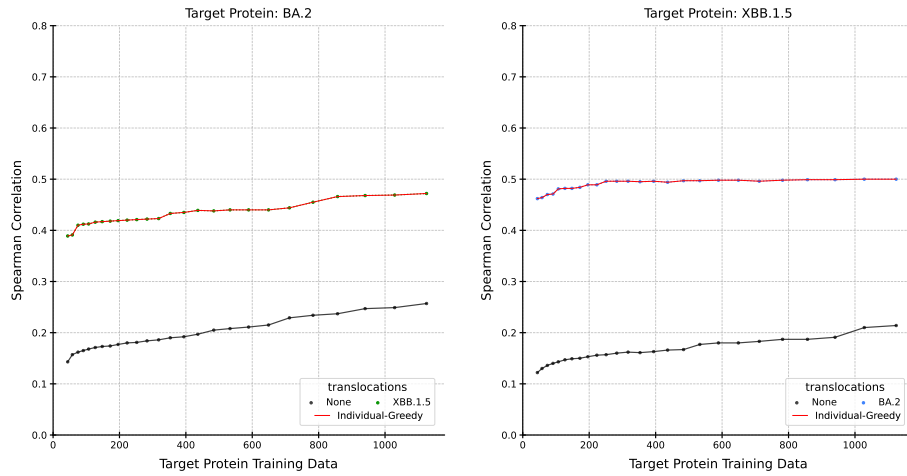 Target Protein: BA.2
0.8
0.7
0.6
0.5
0.4
0.3
0.2
0.1
0.0
Spearman Correlation
0 200 400 600 800 1000
Target Protein Training Data
translocations
None XBB.1.5
Individual-Greedy
Target Protein: XBB.1.5
0.8
0.7
0.6
0.5
0.4
0.3
0.2
0.1
0.0
Spearman Correlation
0 200 400 600 800 1000
Target Protein Training Data
translocations
None BA.2
Individual-Greedy